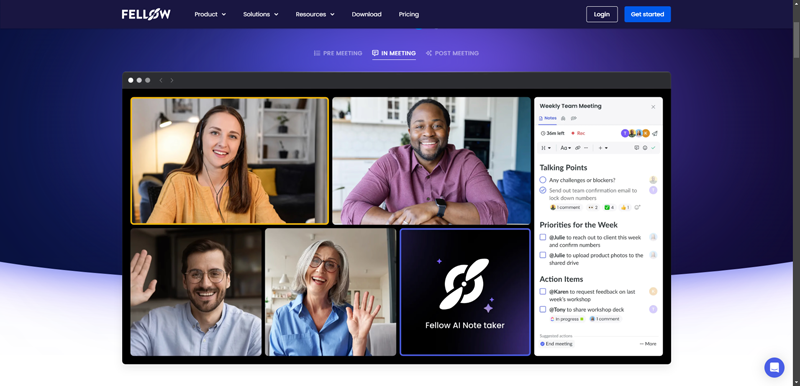 FELLOW
Product
Solutions
Resources
Download
Pricing
Login
Get started
PRE MEETING
IN MEETING
POST MEETING
Weekly Team Meeting
Notes
36m left
Rec
Aa
Talking Points
Any challenges or blockers?
Send out team confirmation email to
lock down numbers
1 comment
2
4
1
Priorities for the Week
@Julie to reach out to client this week
and confirm numbers
@Julie to upload product photos to the
shared drive
Action Items
@Karen to request feedback on last
week's workshop
@Tony to share workshop deck
In progress
1 comment
Suggested actions
End meeting
More
Fellow AI Note taker